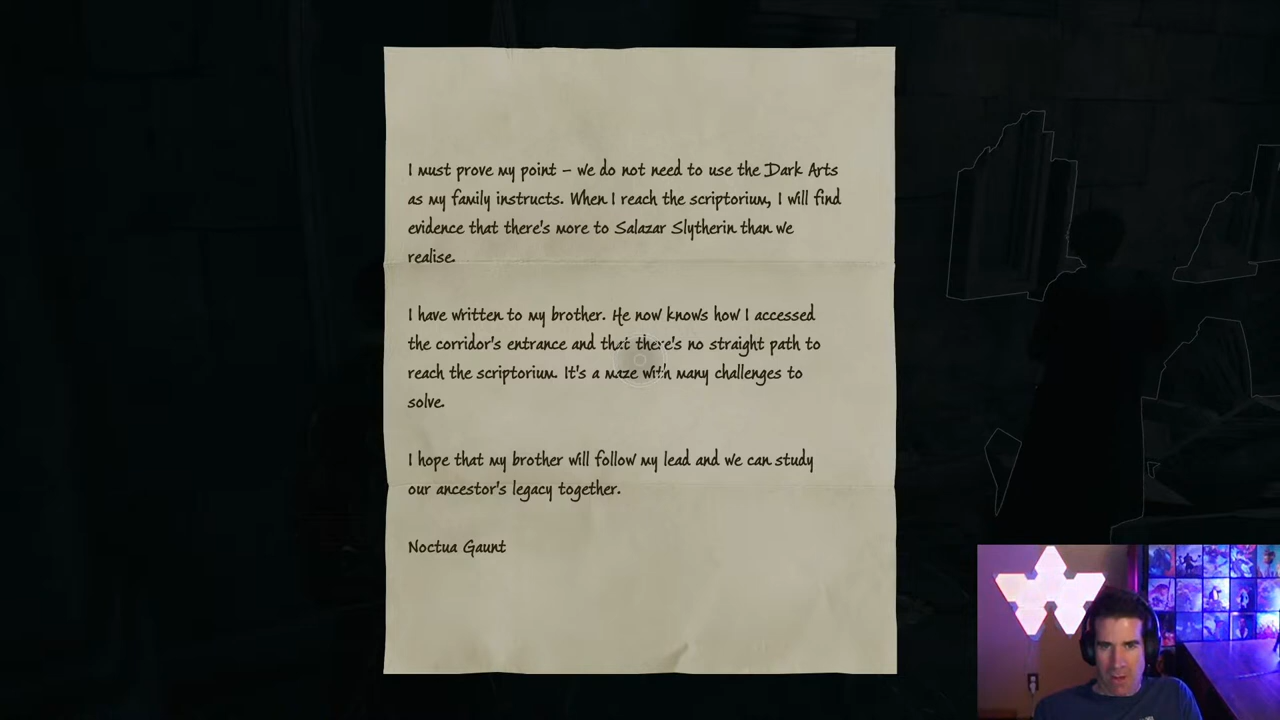 I must prove my point – we do not need to use the Dark Arts
as my family instructs. When I reach the scriptorium, I will find
evidence that there's more to Salazar Slytherin than we
realise.
I have written to my brother. He now knows how I accessed
the corridor's entrance and that there's no straight path to
reach the scriptorium. It's a maze with many challenges to
solve.
I hope that my brother will follow my lead and we can study
our ancestor's legacy together.
Noctua Gaunt